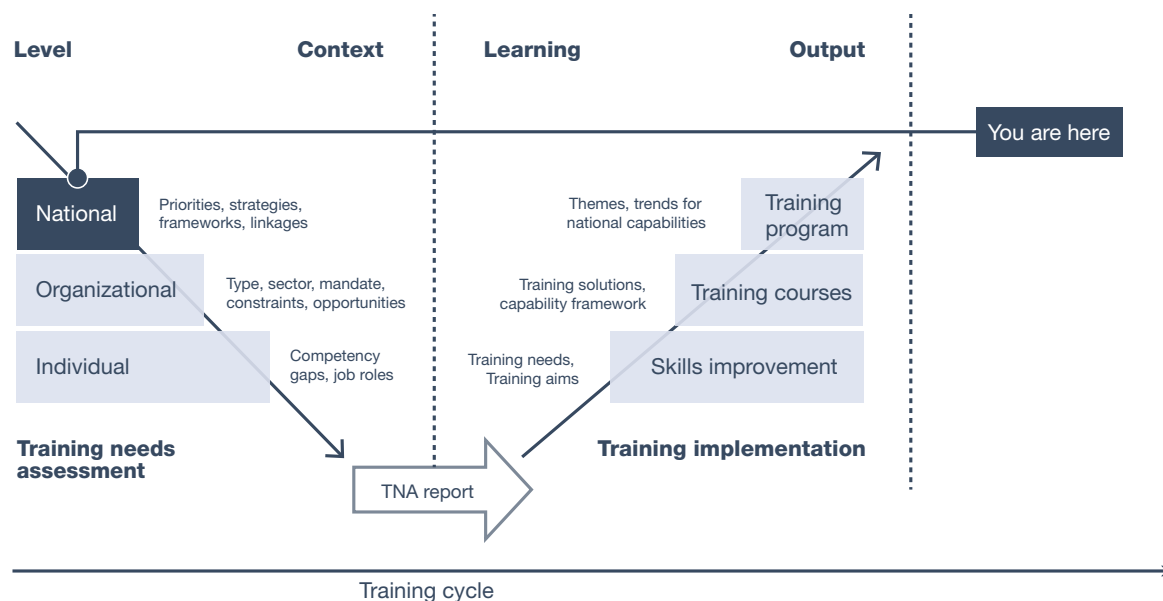 Level
Context
Learning
Output
You are here
National
Priorities, strategies,
frameworks, linkages
Themes, trends for
national capabilities
Training
program
Organizational
Type, sector, mandate,
constraints, opportunities
Training solutions,
capability framework
Training courses
Individual
Competency
gaps, job roles
Training needs,
Training aims
Skills improvement
Training needs
assessment
Training implementation
TNA report
Training cycle